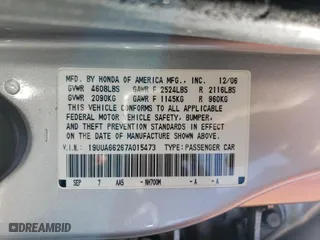 MFD. BY HONDA OF AMERICA MFG., INC. 12/06
GVWR 4608LBS GAWR F 2524LBS R 2116LBS
GVWR 2090KG GAWR F 1145KG R 960KG
THIS VEHICLE CONFORMS TO ALL APPLICABLE
FEDERAL MOTOR VEHICLE SAFETY, BUMPER,
AND THEFT PREVENTION STANDARDS IN EFFECT
ON THE DATE OF MANUFACTURE SHOWN ABOVE.
V.I.N.: 19UUA66267A015473 TYPE:PASSENGER CAR
SEP 7 AA5 - NH700M - A - A
DREAMBID.COM